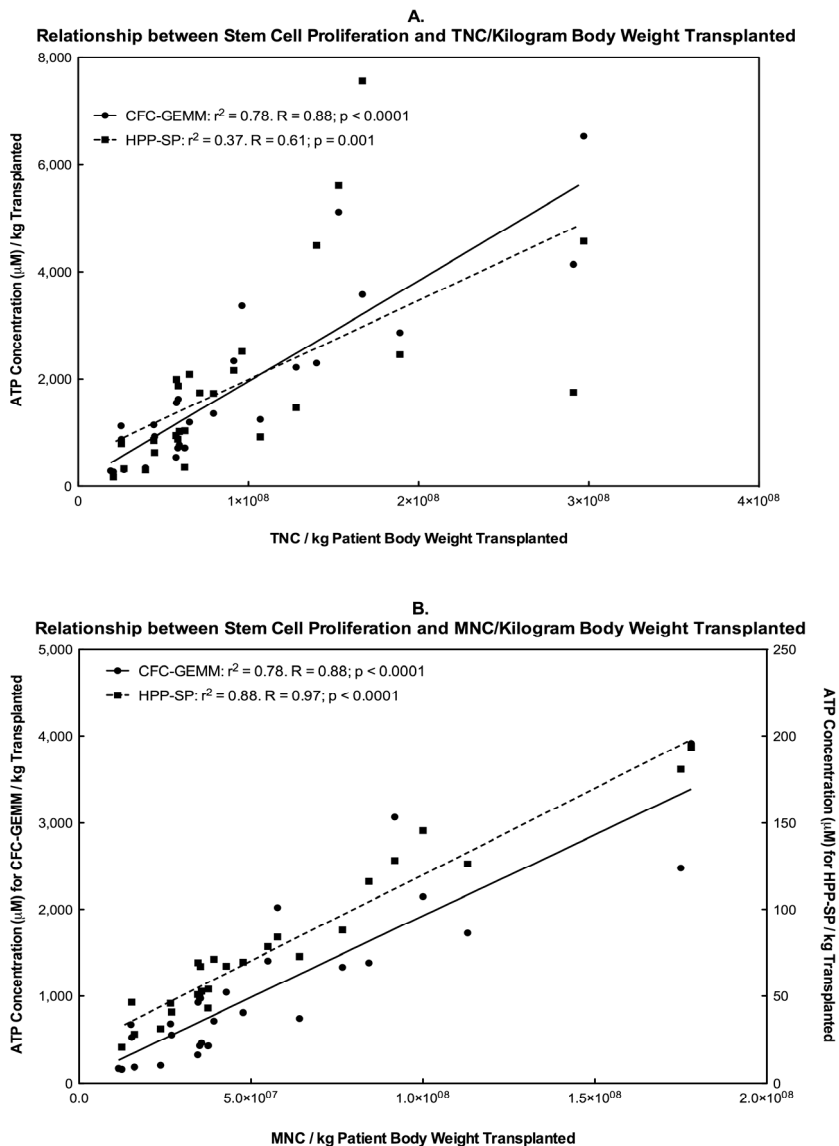 A.
Relationship between Stem Cell Proliferation and TNC/Kilogram Body Weight Transplanted
8,000
6,000
4,000
2,000
0
ATP Concentration (µM) / kg Transplanted
CFC-GEMM: r² = 0.78. R = 0.88; p < 0.0001
HPP-SP: r² = 0.37. R = 0.61; p = 0.001
0
1×10⁰⁸
2×10⁰⁸
3×10⁰⁸
4×10⁰⁸
TNC / kg Patient Body Weight Transplanted
B.
Relationship between Stem Cell Proliferation and MNC/Kilogram Body Weight Transplanted
5,000
4,000
3,000
2,000
1,000
0
ATP Concentration (µM) for CFC-GEMM / kg Transplanted
CFC-GEMM: r² = 0.78. R = 0.88; p < 0.0001
HPP-SP: r² = 0.88. R = 0.97; p < 0.0001
250
200
150
100
50
0
ATP Concentration (µM) for HPP-SP / kg Transplanted
0.0
5.0×10⁰⁷
1.0×10⁰⁸
1.5×10⁰⁸
2.0×10⁰⁸
MNC / kg Patient Body Weight Transplanted